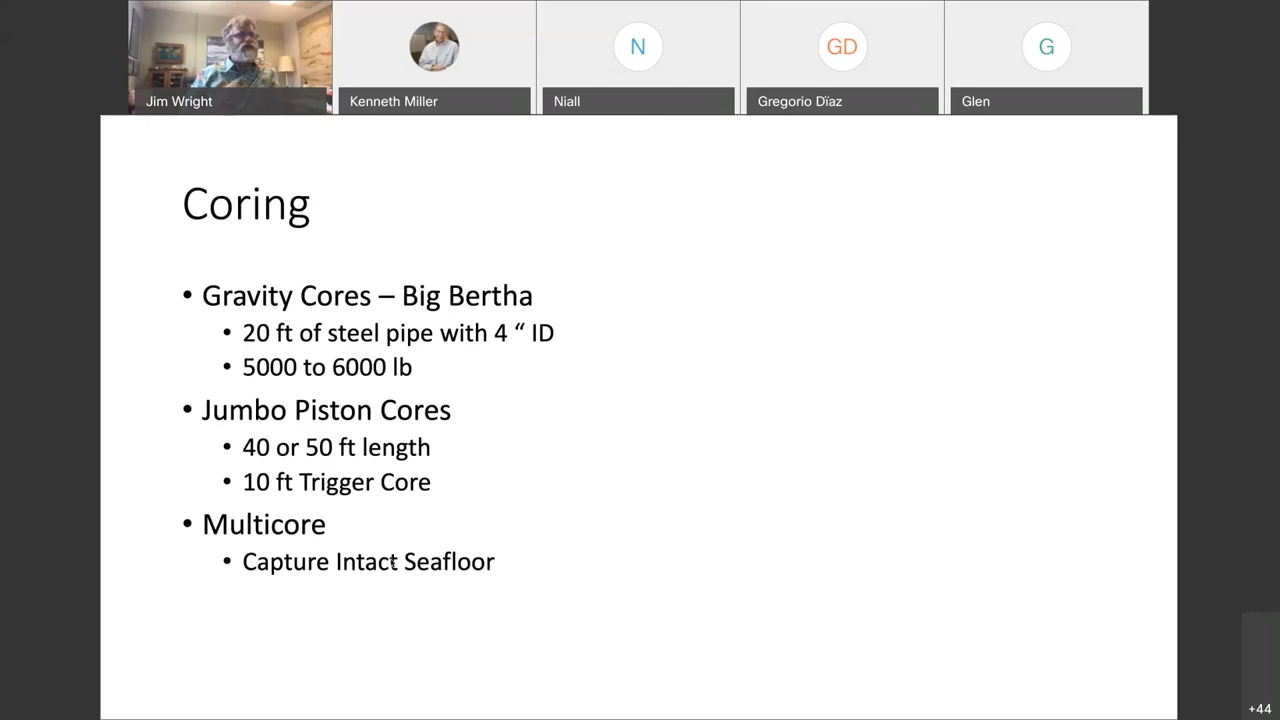 N
GD
G
Jim Wright
Kenneth Miller
Niall
Gregorio Dïaz
Glen
Coring
• Gravity Cores – Big Bertha
• 20 ft of steel pipe with 4 “ ID
• 5000 to 6000 lb
• Jumbo Piston Cores
• 40 or 50 ft length
• 10 ft Trigger Core
• Multicore
• Capture Intact Seafloor
+44